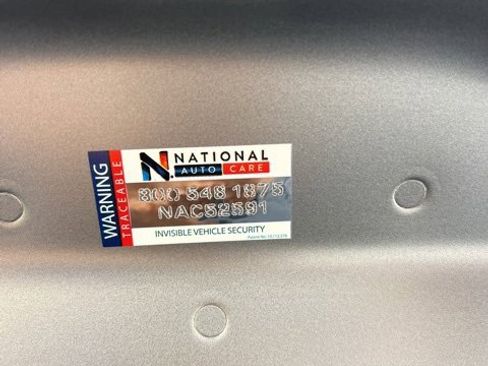 WARNING
TRACEABLE
N. NATIONAL
AUTO CARE
800 548 1875
NAC52591
INVISIBLE VEHICLE SECURITY